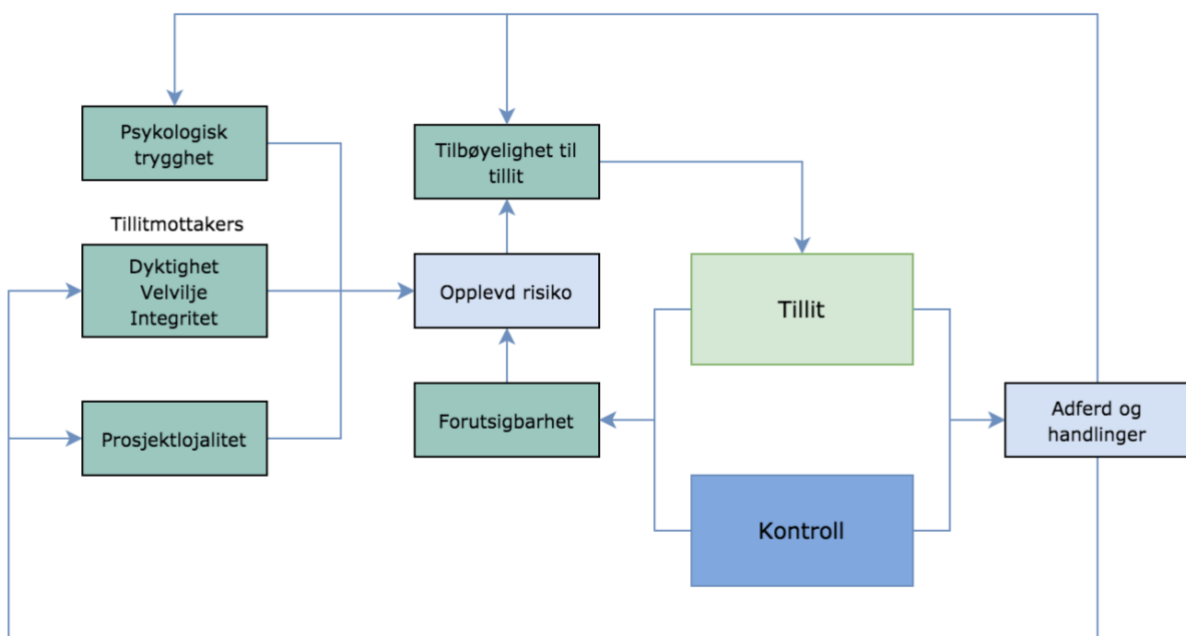 Psykologisk
trygghet
Tilbøyelighet til
tillit
Tillitmottakers
Dyktighet
Velvilje
Integritet
Opplevd risiko
Tillit
Prosjektlojalitet
Forutsigbarhet
Adferd og
handlinger
Kontroll